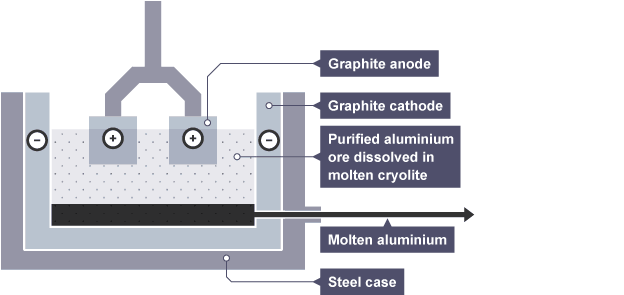 Graphite anode
Graphite cathode
Purified aluminium
ore dissolved in
molten cryolite
Molten aluminium
Steel case